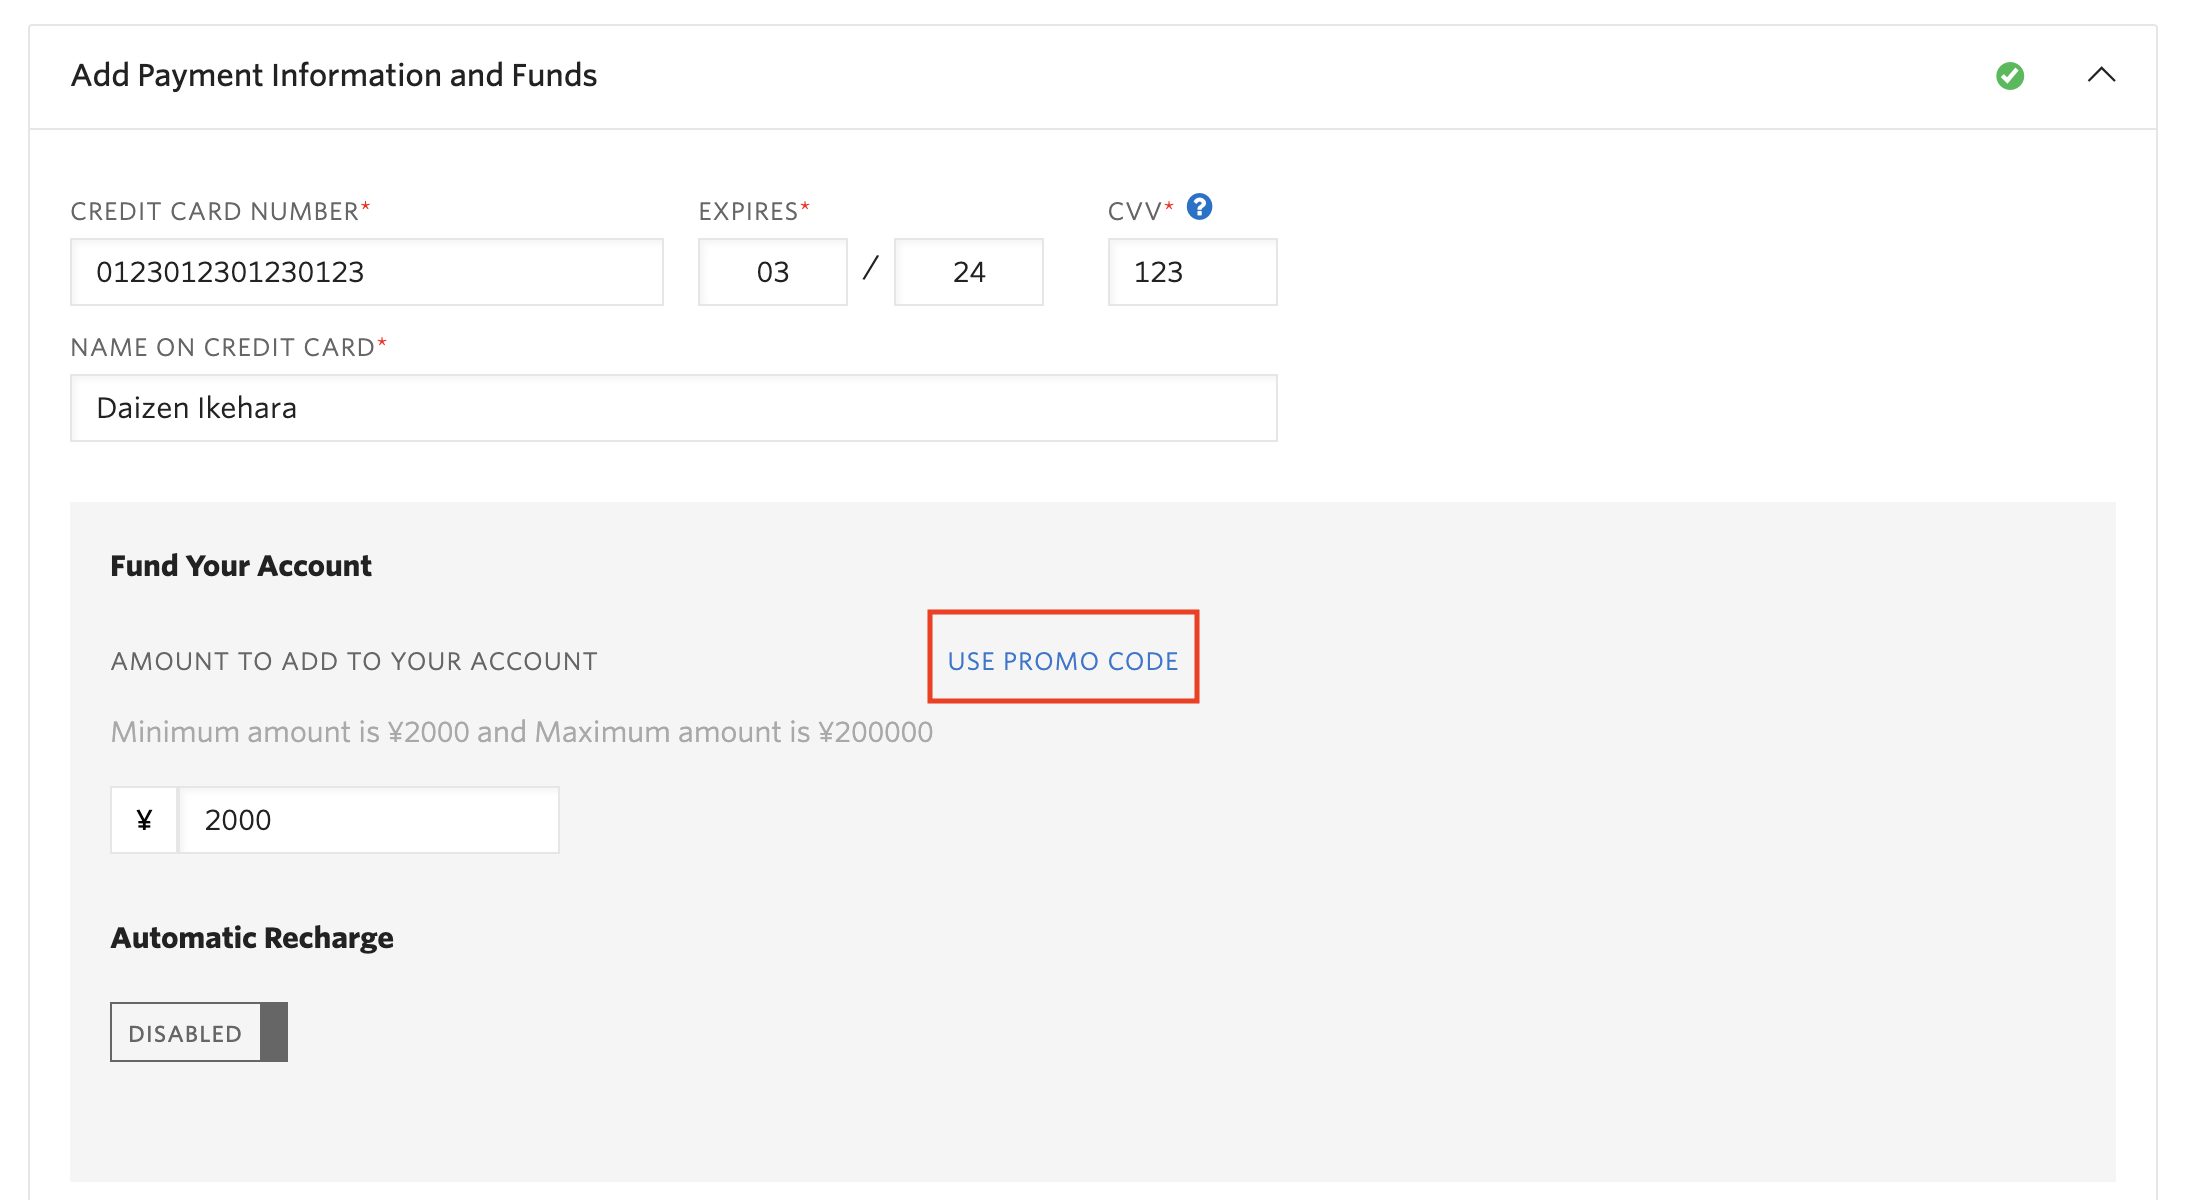 Add Payment Information and Funds
CREDIT CARD NUMBER* EXPIRES* CVV* ?
0123012301230123 03 / 24 123
NAME ON CREDIT CARD*
Daizen Ikehara
Fund Your Account
AMOUNT TO ADD TO YOUR ACCOUNT USE PROMO CODE
Minimum amount is ¥2000 and Maximum amount is ¥200000
¥ 2000
Automatic Recharge
DISABLED